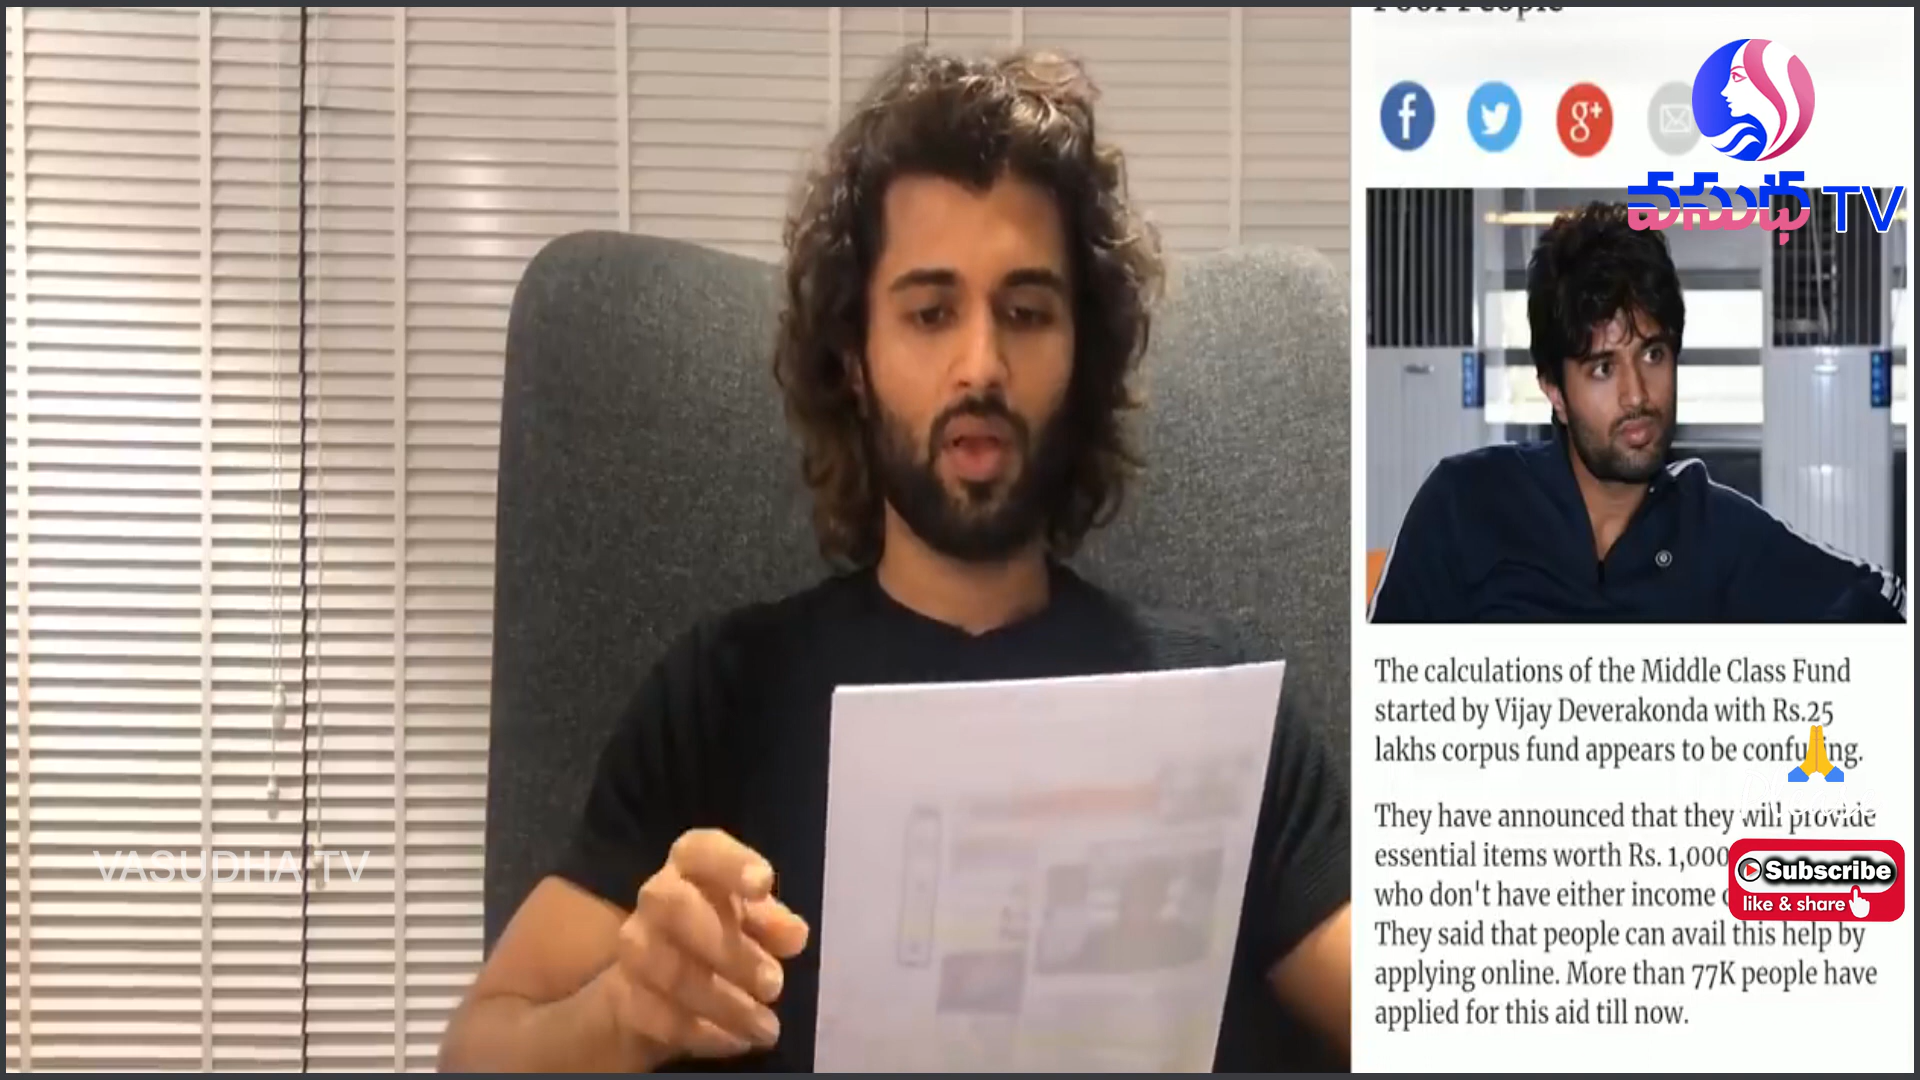 వసుధ TV
The calculations of the Middle Class Fund
started by Vijay Deverakonda with Rs.25
lakhs corpus fund appears to be confusing.
They have announced that they will provide
essential items worth Rs. 1,000
who don't have either income
They said that people can avail this help by
applying online. More than 77K people have
applied for this aid till now.
VASUDHA TV
Please
Subscribe
like & share